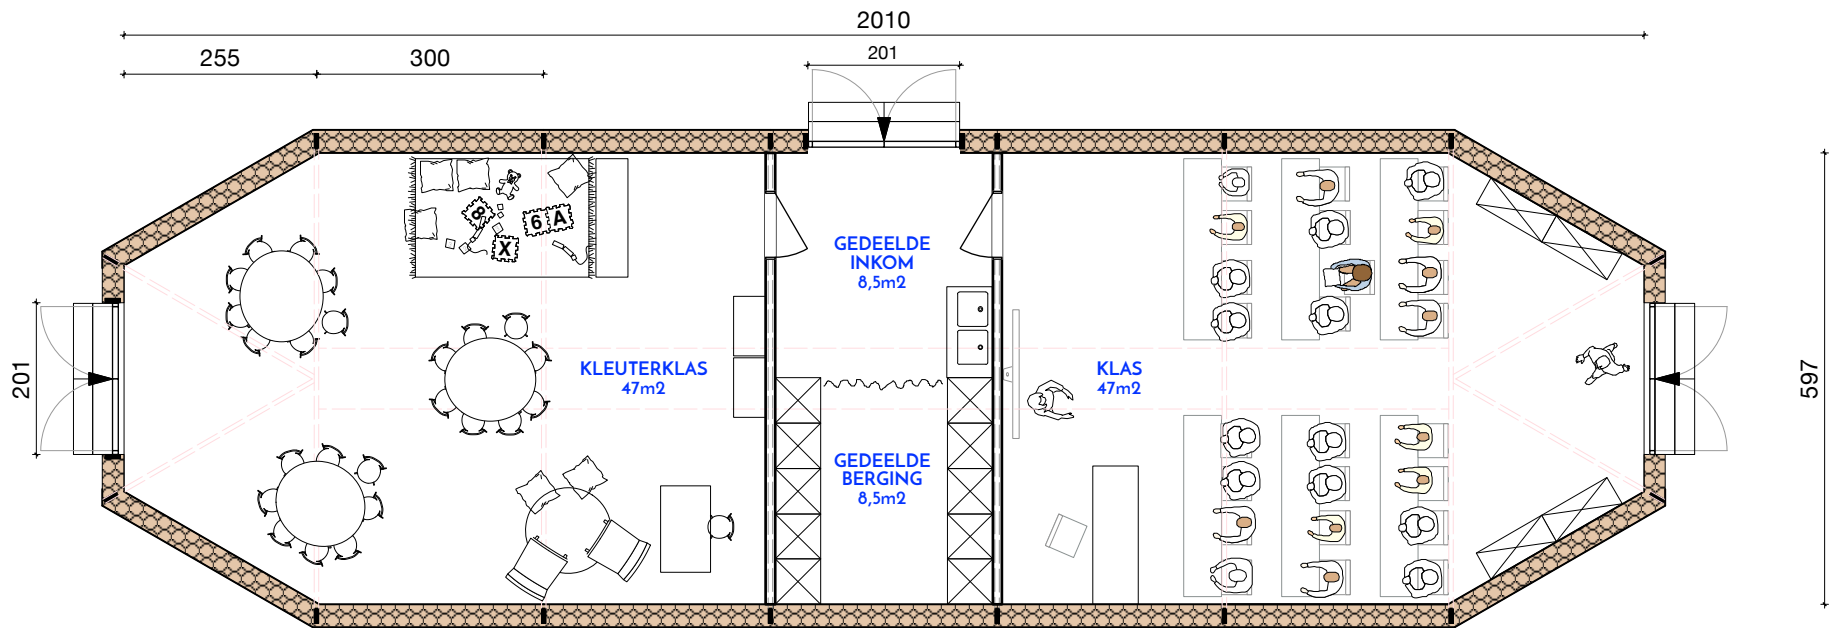 2010
255
300
201
8
6
A
X
GEDEELDE
INKOM
8,5m2
201
KLEUTERKLAS
47m2
KLAS
47m2
597
GEDEELDE
BERGING
8,5m2